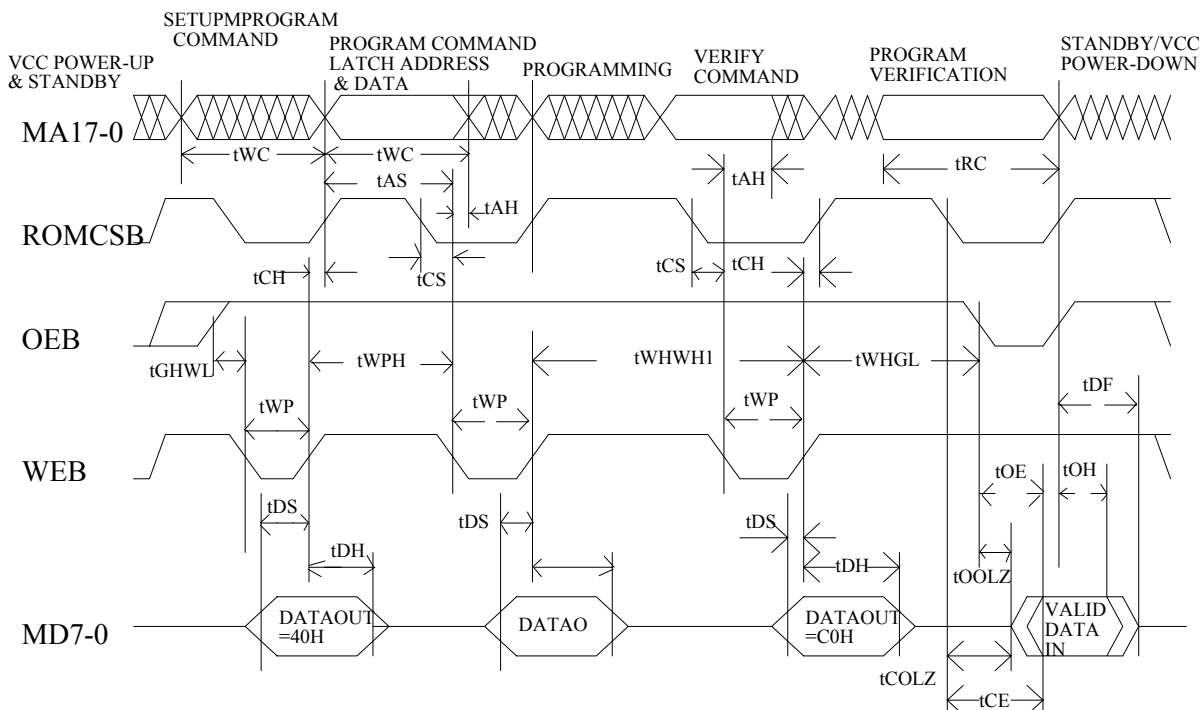 SETUPMPROGRAM
COMMAND
VCC POWER-UP
& STANDBY
PROGRAM COMMAND
LATCH ADDRESS
& DATA
PROGRAMMING
VERIFY
COMMAND
PROGRAM
VERIFICATION
STANDBY/VCC
POWER-DOWN
MA17-0
tWC
tWC
tAS
tAH
tAH
tRC
ROMCSB
tCH
tCS
tCS
tCH
OEB
tGHWL
tWPH
tWHWH1
tWHGL
tWP
tWP
tWP
tDF
WEB
tOE
tOH
tDS
tDS
tDS
tDH
tDH
tOOLZ
MD7-0
DATAOUT
=40H
DATAO
DATAOUT
=C0H
VALID
DATA
IN
tCOLZ
tCE